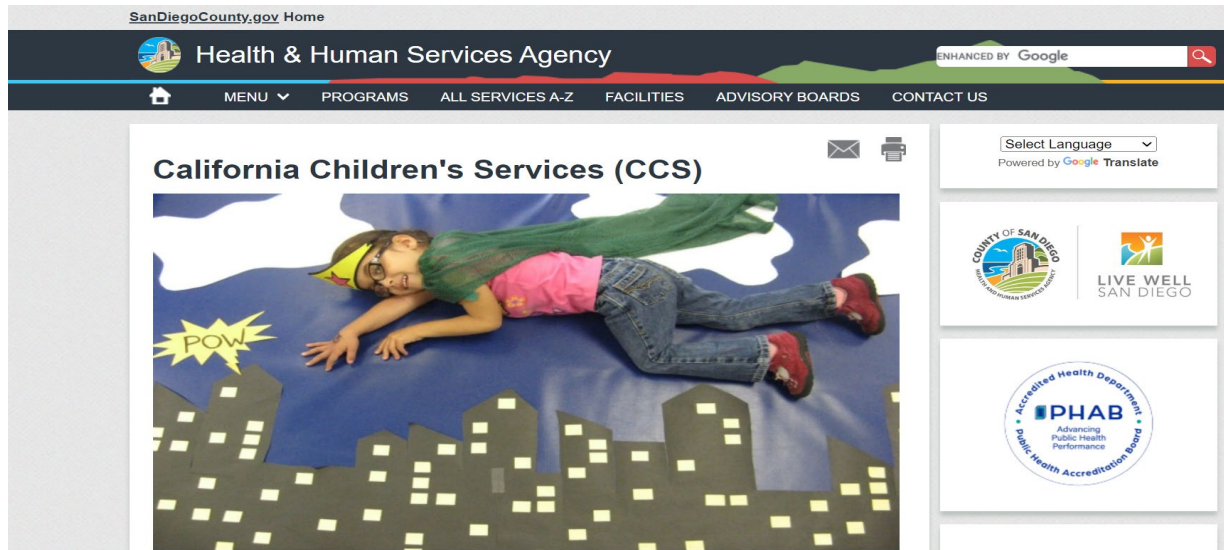 SanDiegoCounty.gov Home
Health & Human Services Agency
ENHANCED BY Google
MENU PROGRAMS ALL SERVICES A-Z FACILITIES ADVISORY BOARDS CONTACT US
California Children's Services (CCS)
POW
Select Language
Powered by Google Translate
COUNTY OF SAN DIEGO
HEALTH AND HUMAN SERVICES AGENCY
LIVE WELL
SAN DIEGO
Accredited Health Department
PHAB
Advancing
Public Health
Performance
Public Health Accreditation Board